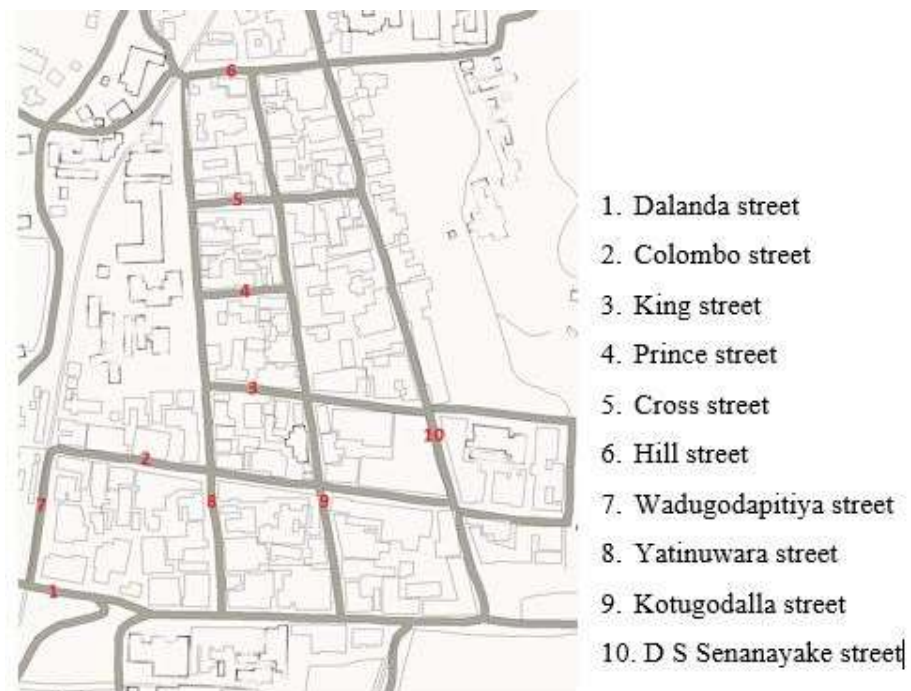 6
5
4
3
10
2
7
8
9
1
1. Dalanda street
2. Colombo street
3. King street
4. Prince street
5. Cross street
6. Hill street
7. Wadugodapitiya street
8. Yatinuwara street
9. Kotugodalla street
10. D S Senanayake street